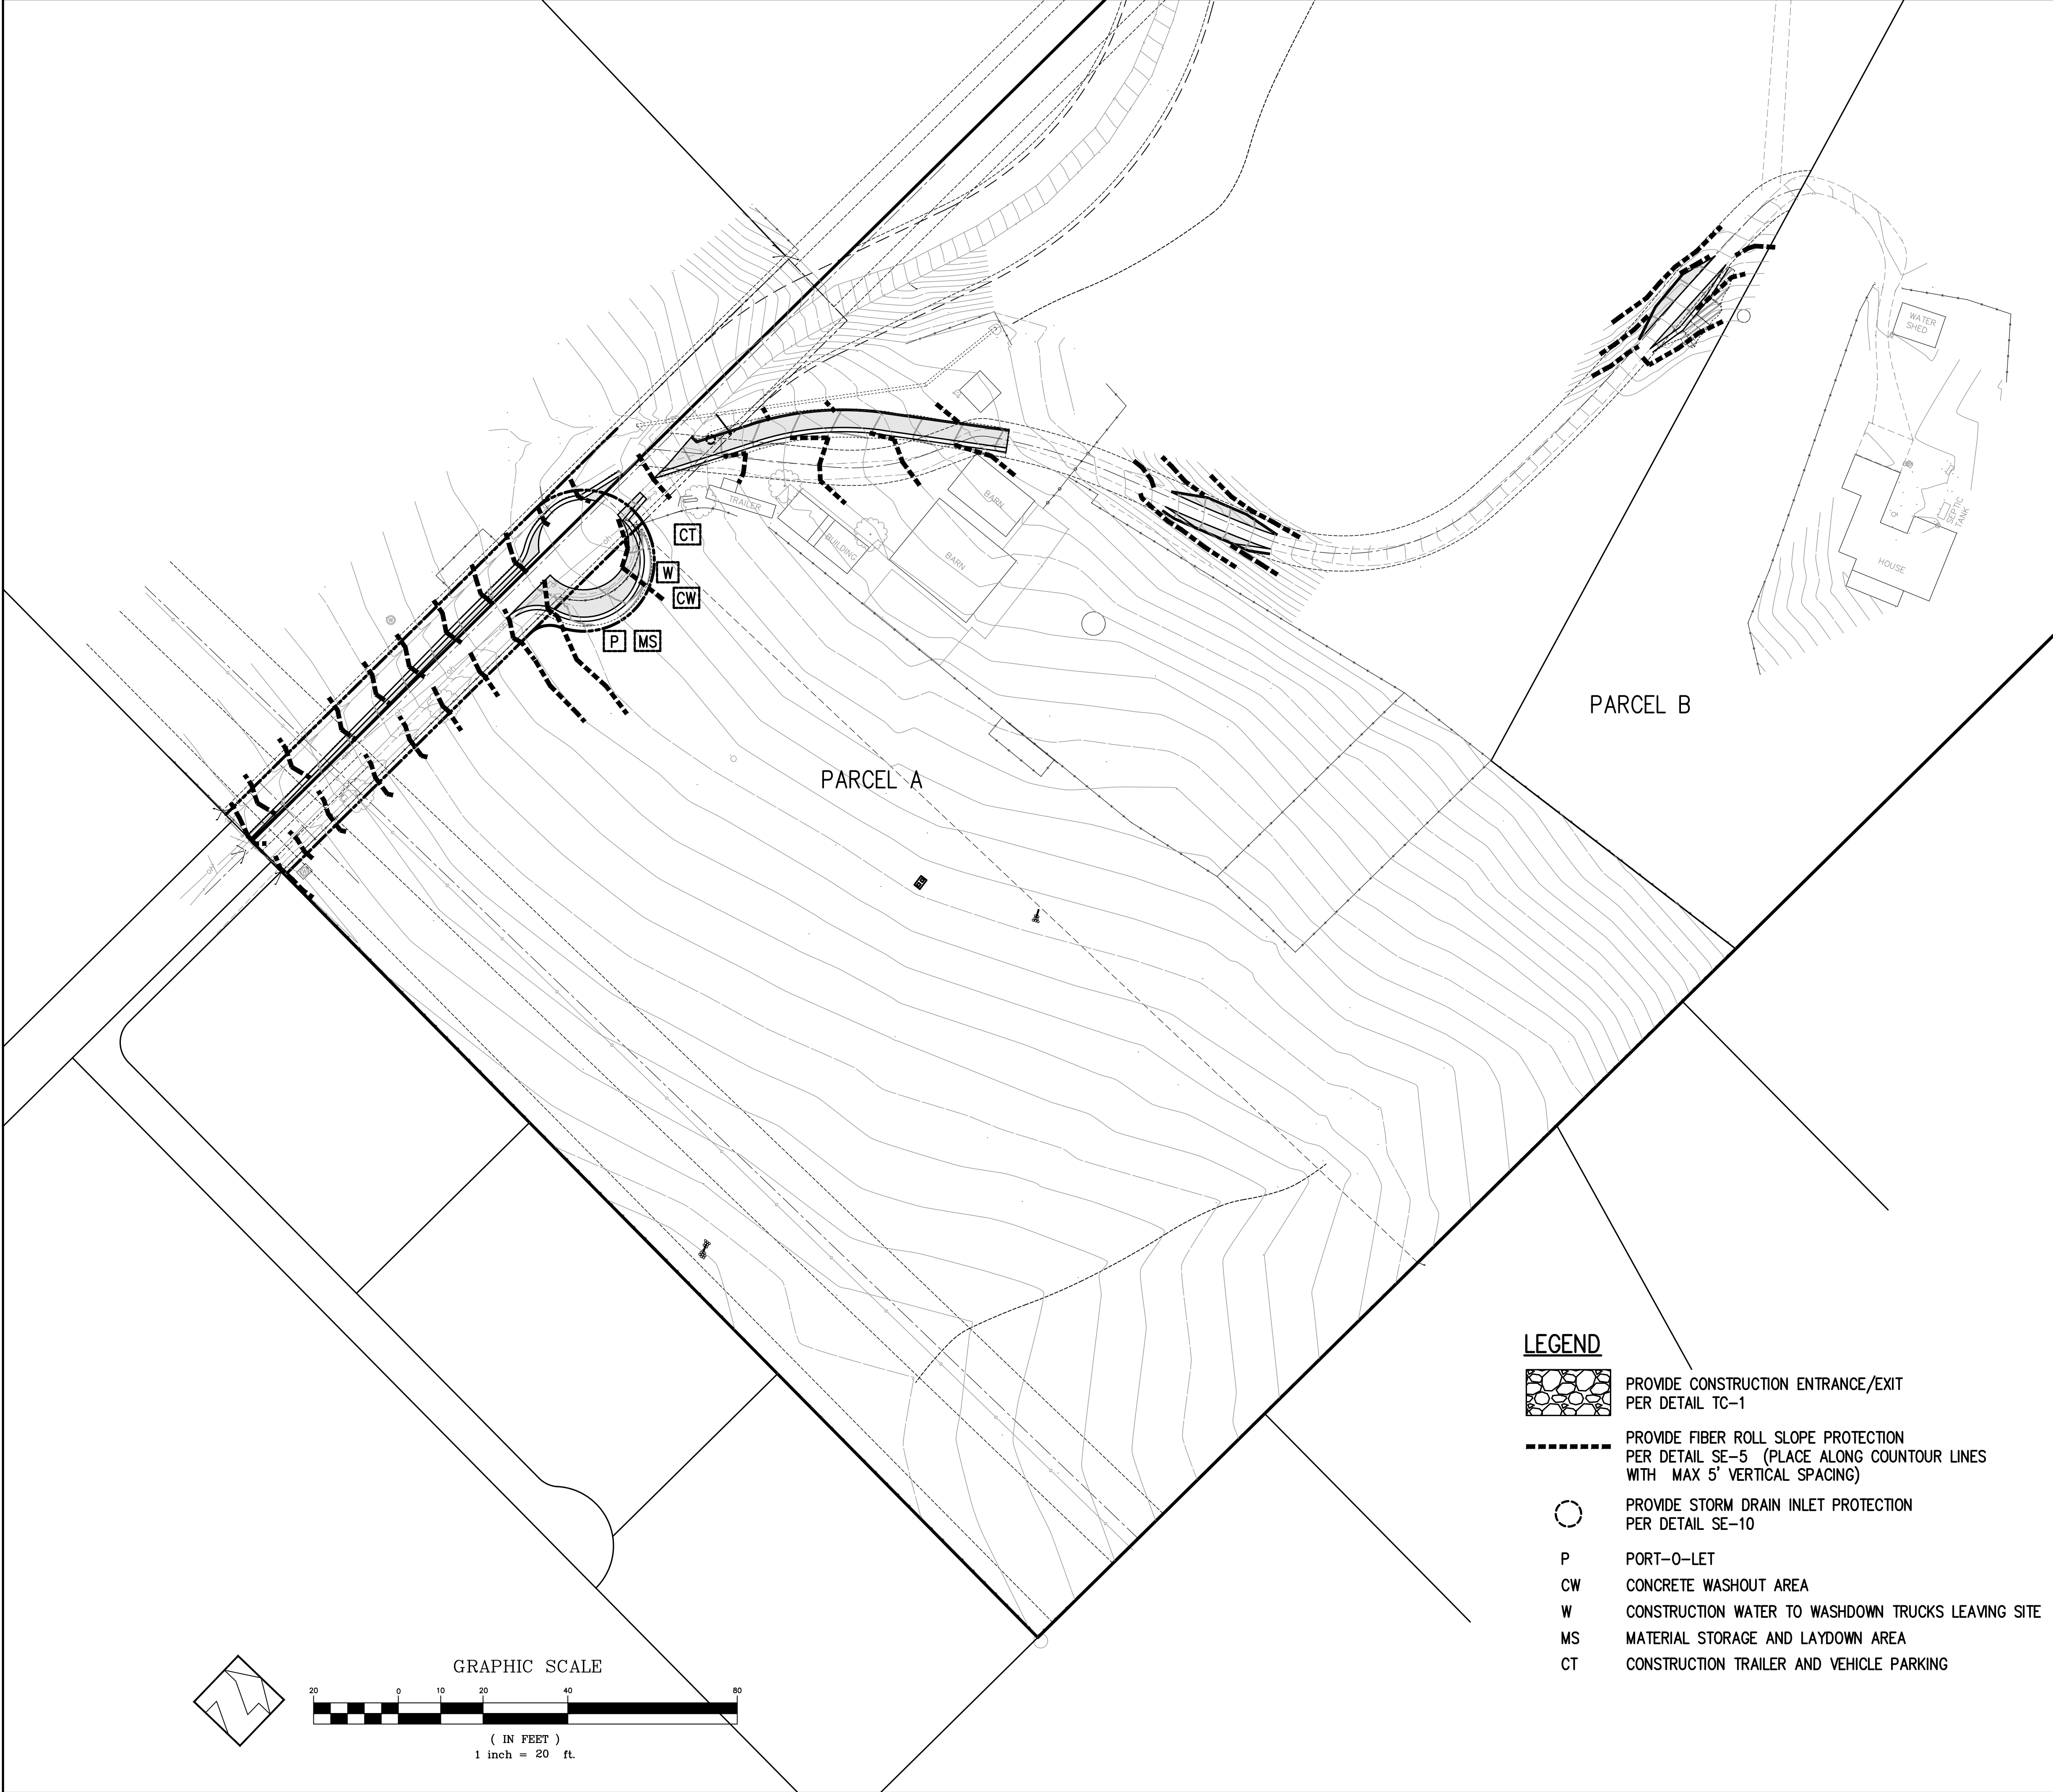 WATER
SHED
SEPTIC
TANK
HOUSE
TRAILER
BUILDING
BARN
BARN
CT
W
CW
P
MS
PARCEL B
PARCEL A
LEGEND
PROVIDE CONSTRUCTION ENTRANCE/EXIT
PER DETAIL TC-1
PROVIDE FIBER ROLL SLOPE PROTECTION
PER DETAIL SE-5 (PLACE ALONG COUNTOUR LINES
WITH MAX 5' VERTICAL SPACING)
PROVIDE STORM DRAIN INLET PROTECTION
PER DETAIL SE-10
P PORT-O-LET
CW CONCRETE WASHOUT AREA
W CONSTRUCTION WATER TO WASHDOWN TRUCKS LEAVING SITE
MS MATERIAL STORAGE AND LAYDOWN AREA
CT CONSTRUCTION TRAILER AND VEHICLE PARKING
GRAPHIC SCALE
20 0 10 20 40 80
( IN FEET )
1 inch = 20 ft.